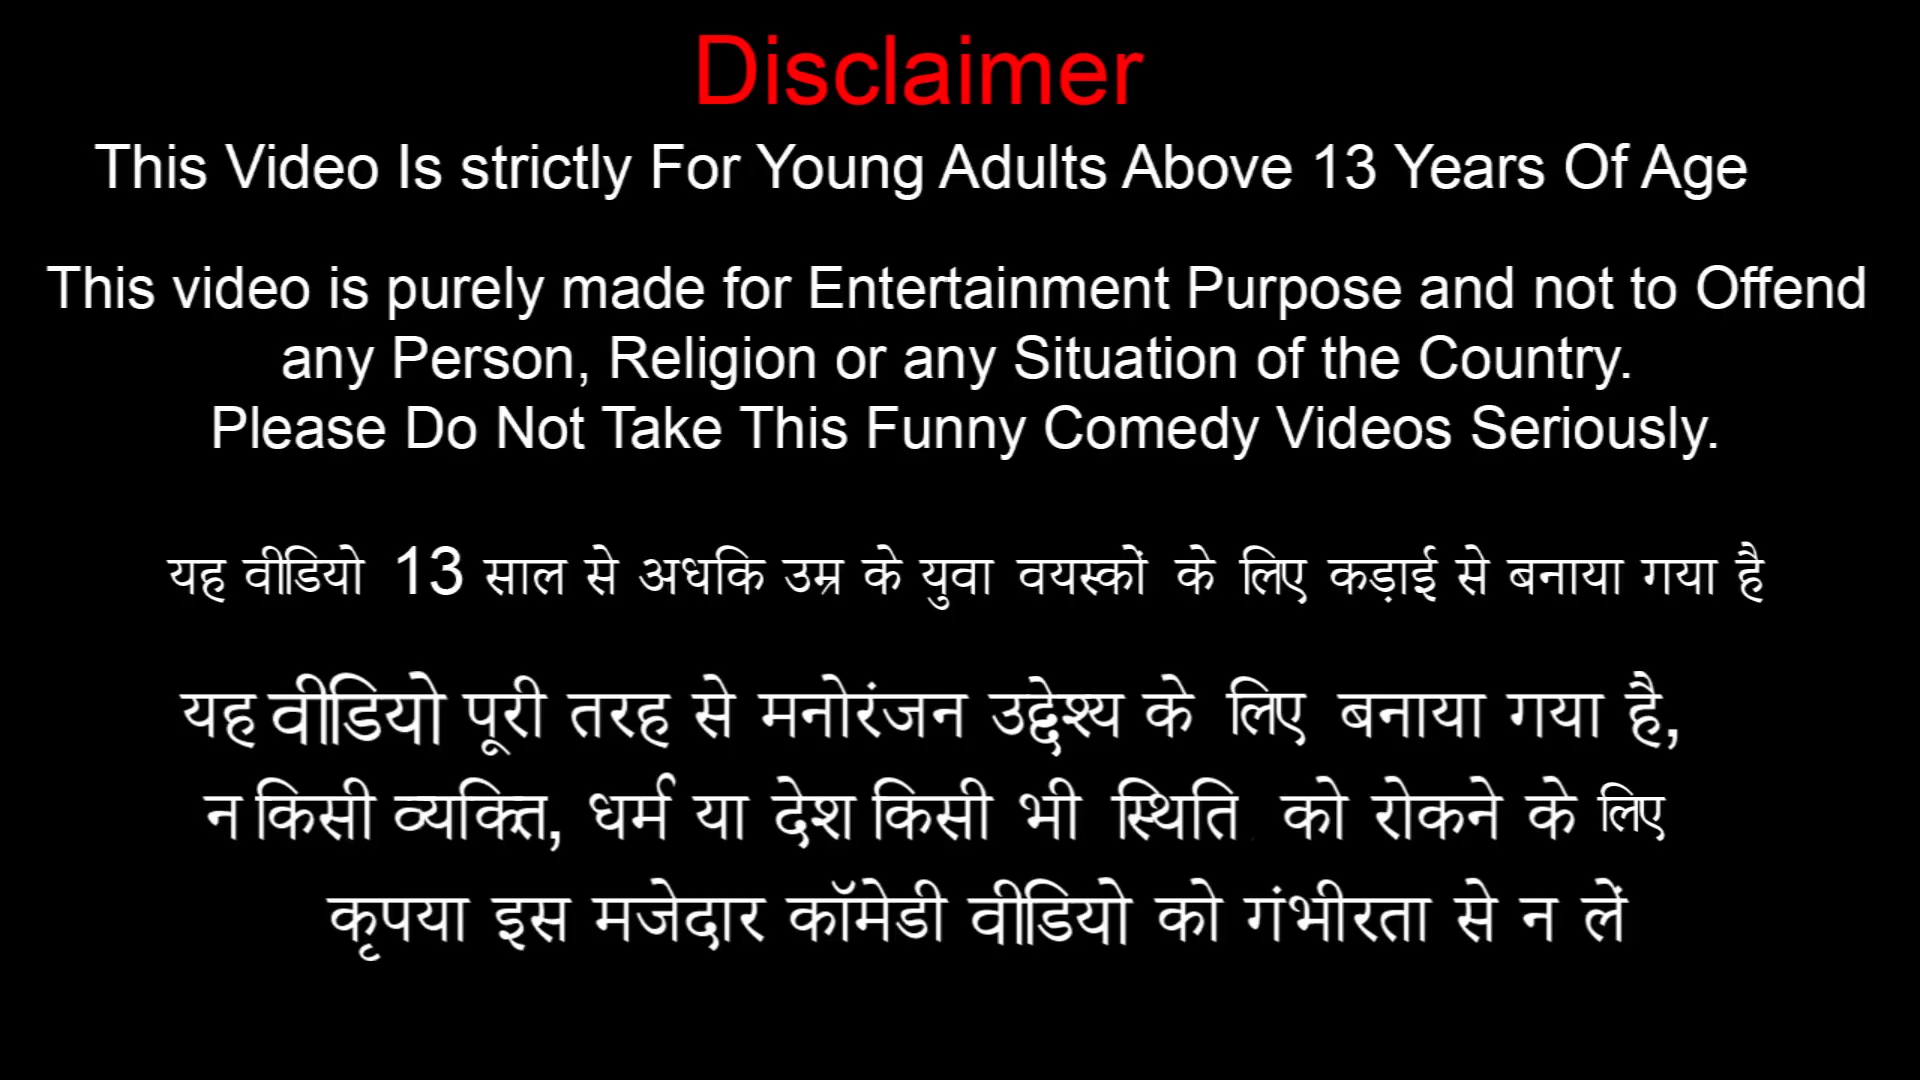 Disclaimer
This Video Is strictly For Young Adults Above 13 Years Of Age
This video is purely made for Entertainment Purpose and not to Offend
any Person, Religion or any Situation of the Country.
Please Do Not Take This Funny Comedy Videos Seriously.
यह वीडियो 13 साल से अधकि उम्र के युवा वयस्कों के लिए कड़ाई से बनाया गया है
यह वीडियो पूरी तरह से मनोरंजन उद्देश्य के लिए बनाया गया है,
न किसी व्यक्ति, धर्म या देश किसी भी स्थिति को रोकने के लिए
कृपया इस मजेदार कॉमेडी वीडियो को गंभीरता से न लें